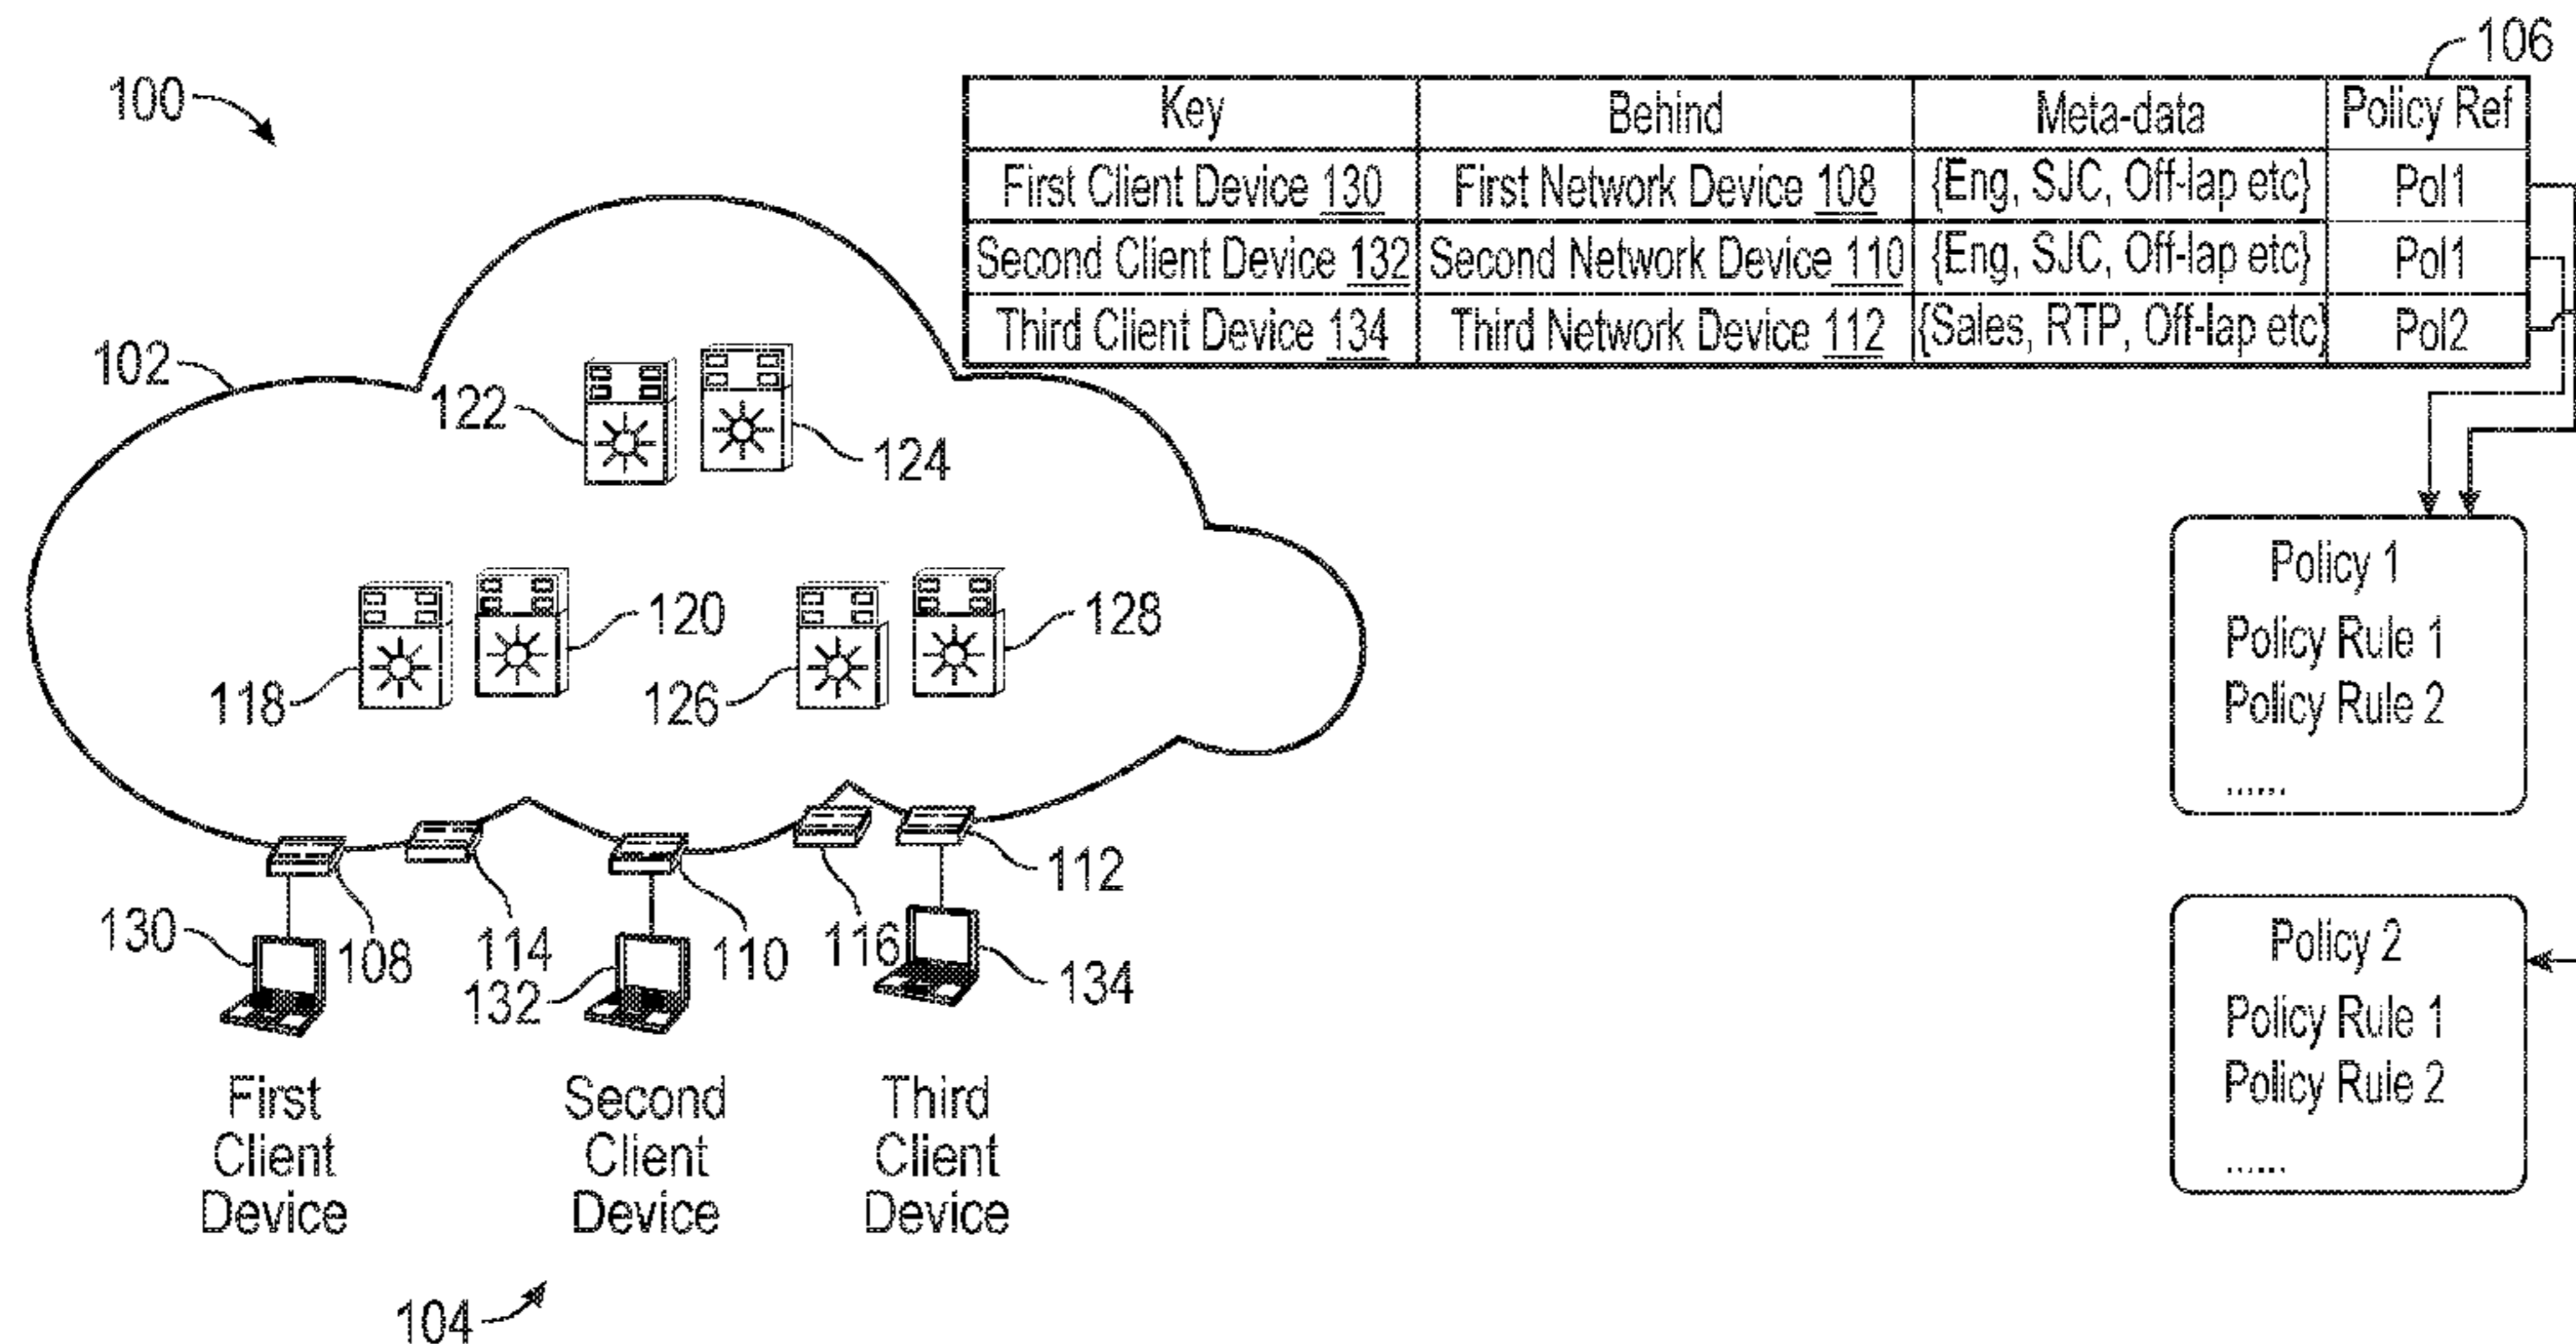 106
100
Key Behind Meta-data Policy Ref
First Client Device 130 First Network Device 108 {Eng, SJC, Off-lap etc} Pol1
Second Client Device 132 Second Network Device 110 {Eng, SJC, Off-lap etc} Pol1
Third Client Device 134 Third Network Device 112 {Sales, RTP, Off-lap etc} Pol2
102
122
124
118
120
126
128
Policy 1
Policy Rule 1
Policy Rule 2
......
130
108
114
132
110
116
112
134
Policy 2
Policy Rule 1
Policy Rule 2
......
First
Client
Device
Second
Client
Device
Third
Client
Device
104